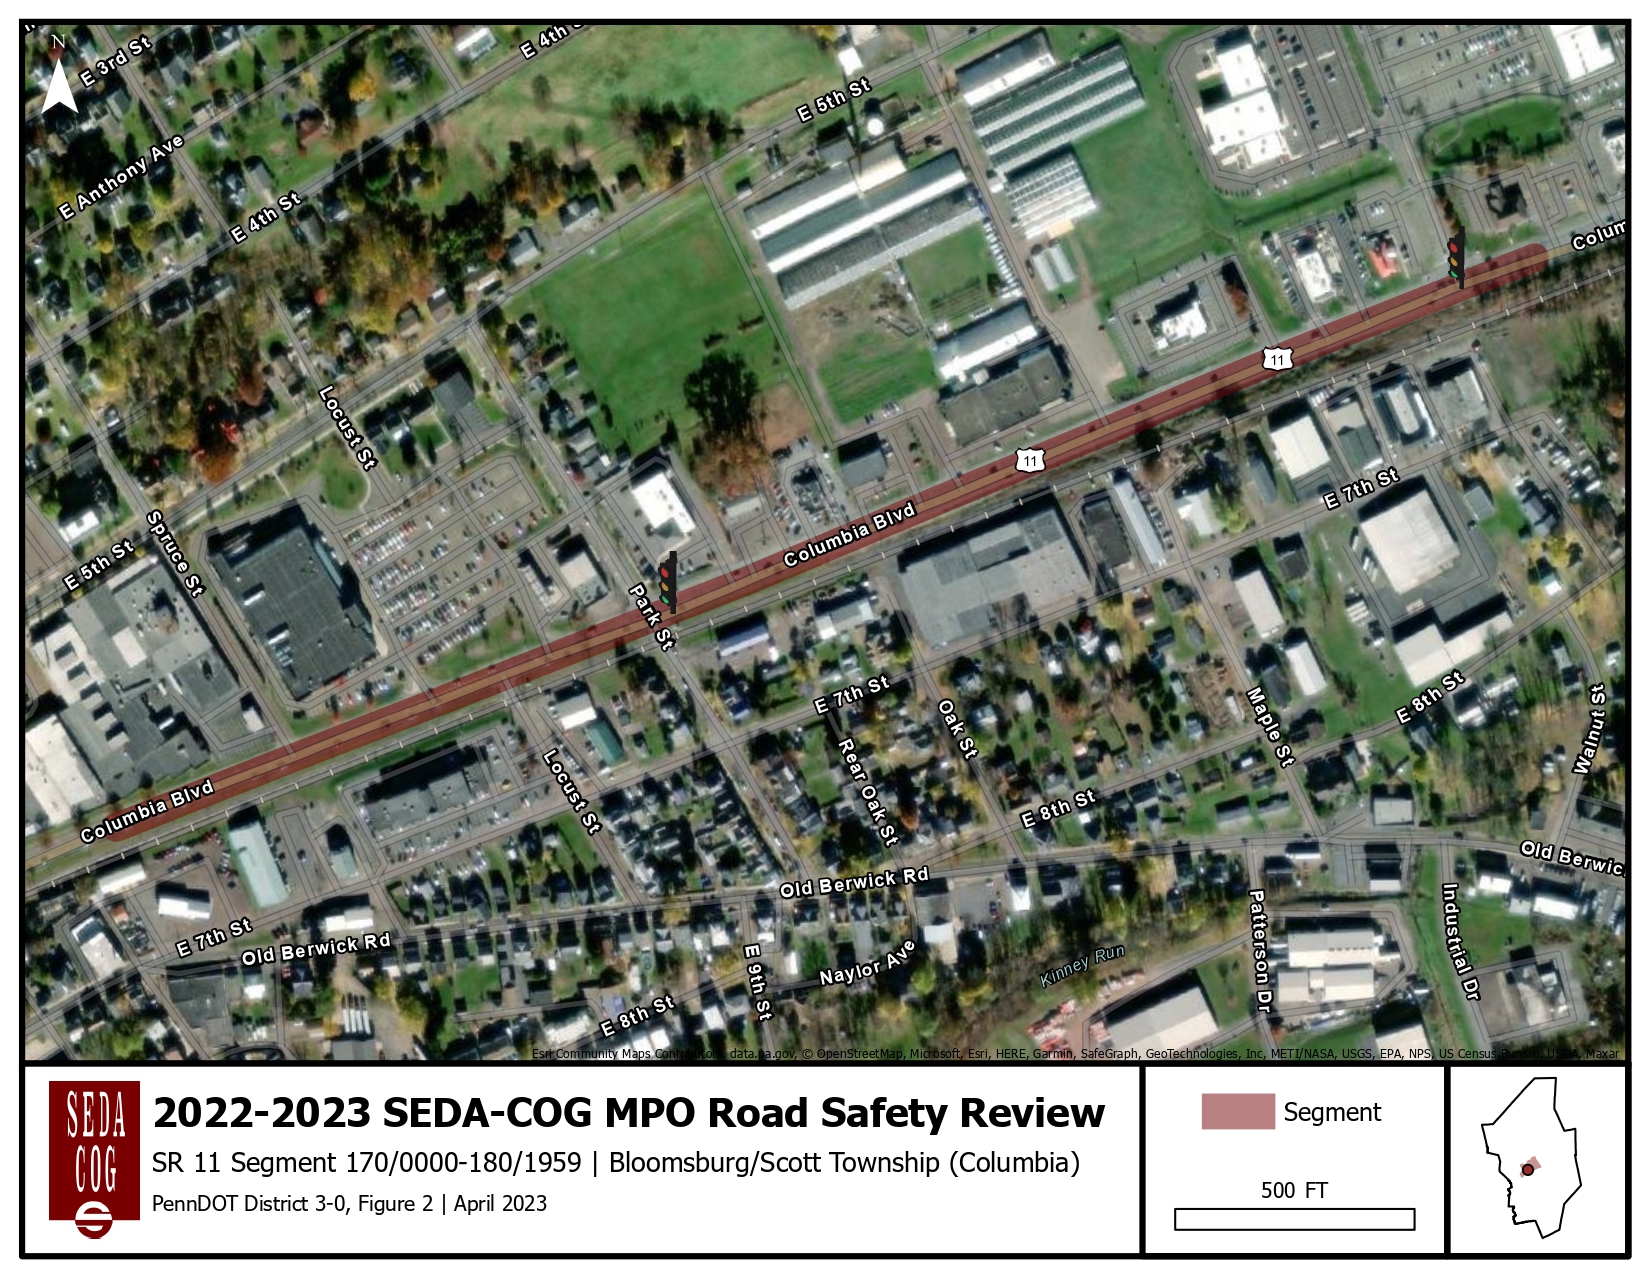 N
E 3rd St
E 4th S
E 5th St
E Anthony Ave
E 4th St
Colum
11
Locust St
11
E 7th St
Spruce St
Columbia Blvd
E 5th St
Park St
E 7th St
Oak St
Maple St
E 8th St
Walnut St
Rear Oak St
Locust St
Columbia Blvd
E 8th St
Old Berwick Rd
Old Berwic
E 7th St
Old Berwick Rd
E 9th St
Naylor Ave
Kinney Run
Patterson Dr
Industrial Dr
E 8th St
Esri Community Maps Contributors, data.pa.gov, © OpenStreetMap, Microsoft, Esri, HERE, Garmin, SafeGraph, GeoTechnologies, Inc, METI/NASA, USGS, EPA, NPS, US Census Bureau, USDA, Maxar
SEDA
COG
2022-2023 SEDA-COG MPO Road Safety Review
SR 11 Segment 170/0000-180/1959 | Bloomsburg/Scott Township (Columbia)
PennDOT District 3-0, Figure 2 | April 2023
Segment
500 FT